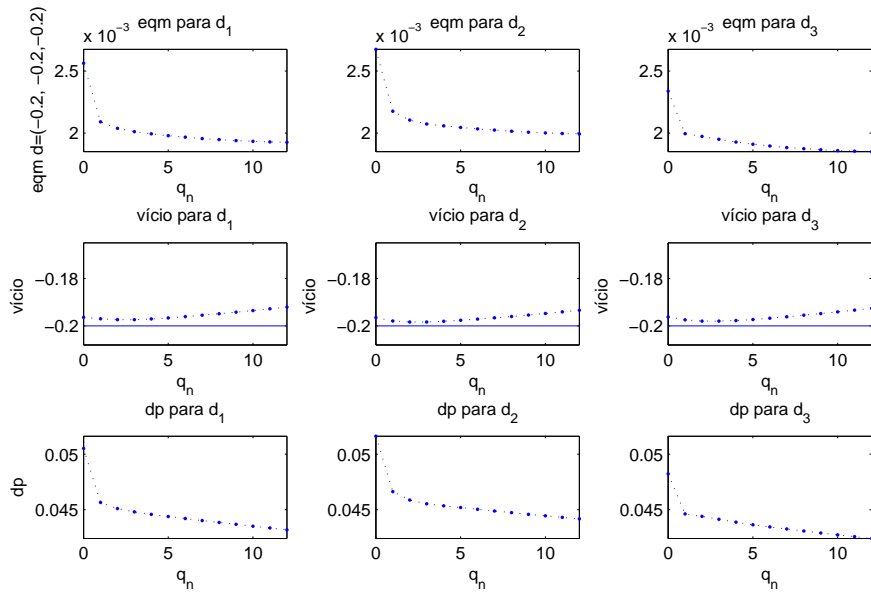 x 10⁻³ eqm para d₁
eqm d=(−0.2, −0.2,−0.2)
2.5
2
0 5 10
qₙ
x 10⁻³ eqm para d₂
2.5
2
0 5 10
qₙ
x 10⁻³ eqm para d₃
2.5
2
0 5 10
qₙ
vício para d₁
vício
−0.18
−0.2
0 5 10
qₙ
vício para d₂
vício
−0.18
−0.2
0 5 10
qₙ
vício para d₃
vício
−0.18
−0.2
0 5 10
qₙ
dp para d₁
dp
0.05
0.045
0 5 10
qₙ
dp para d₂
0.05
0.045
0 5 10
qₙ
dp para d₃
0.05
0.045
0 5 10
qₙ